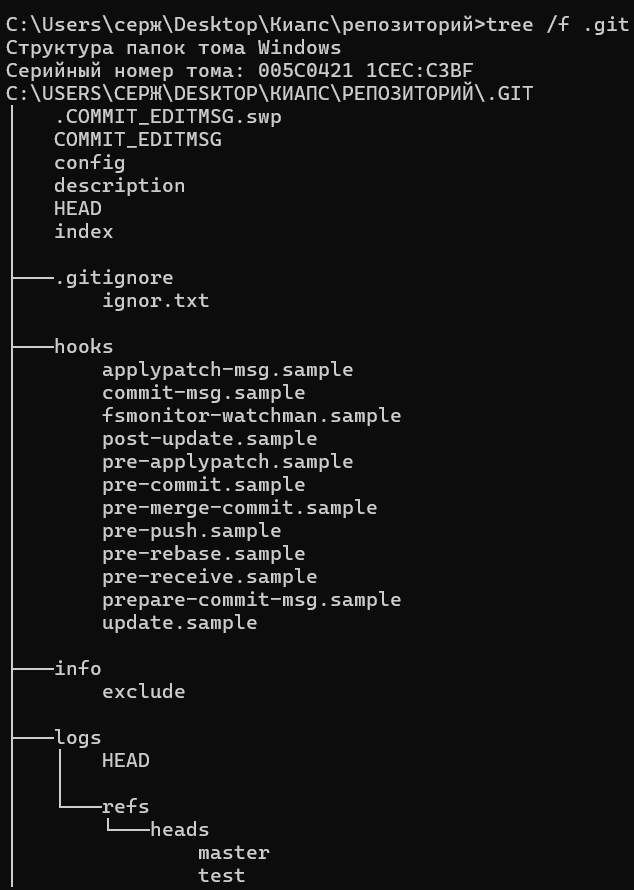 C:\Users\серж\Desktop\Киапс\репозиторий>tree /f .git
Структура папок тома Windows
Серийный номер тома: 005C0421 1CEC:C3BF
C:\USERS\СЕРЖ\DESKTOP\КИАПС\РЕПОЗИТОРИЙ\.GIT
│   .COMMIT_EDITMSG.swp
│   COMMIT_EDITMSG
│   config
│   description
│   HEAD
│   index
│
├───.gitignore
│       ignor.txt
│
├───hooks
│       applypatch-msg.sample
│       commit-msg.sample
│       fsmonitor-watchman.sample
│       post-update.sample
│       pre-applypatch.sample
│       pre-commit.sample
│       pre-merge-commit.sample
│       pre-push.sample
│       pre-rebase.sample
│       pre-receive.sample
│       prepare-commit-msg.sample
│       update.sample
│
├───info
│       exclude
│
├───logs
│   │   HEAD
│   │
│   └───refs
│       └───heads
│               master
│               test